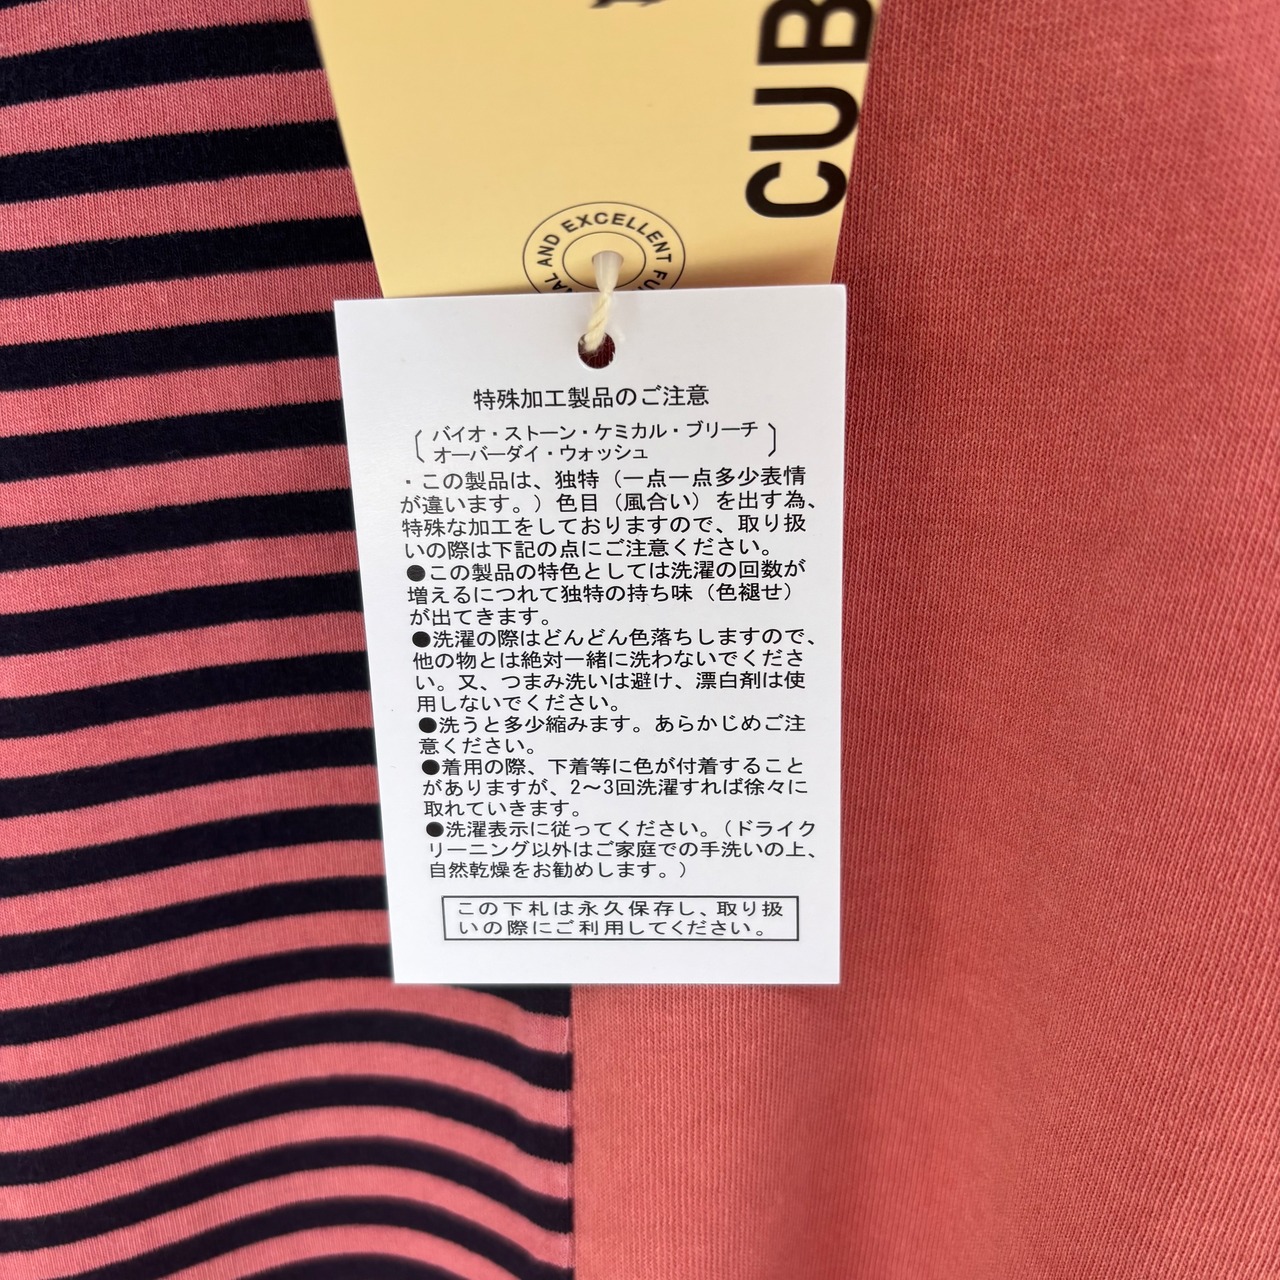 CUB
AND EXCELLENT
特殊加工製品のご注意
バイオ・ストーン・ケミカル・ブリーチ
オーバーダイ・ウォッシュ
・この製品は、独特（一点一点多少表情
が違います。）色目（風合い）を出す為、
特殊な加工をしておりますので、取り扱
いの際は下記の点にご注意ください。
●この製品の特色としては洗濯の回数が
増えるにつれて独特の持ち味（色褪せ）
が出てきます。
●洗濯の際はどんどん色落ちしますので、
他の物とは絶対一緒に洗わないでくださ
い。又、つまみ洗いは避け、漂白剤は使
用しないでください。
●洗うと多少縮みます。あらかじめご注
意ください。
●着用の際、下着等に色が付着すること
がありますが、2～3回洗濯すれば徐々に
取れていきます。
●洗濯表示に従ってください。（ドライク
リーニング以外はご家庭での手洗いの上、
自然乾燥をお勧めします。）
この下札は永久保存し、取り扱
いの際にご利用してください。